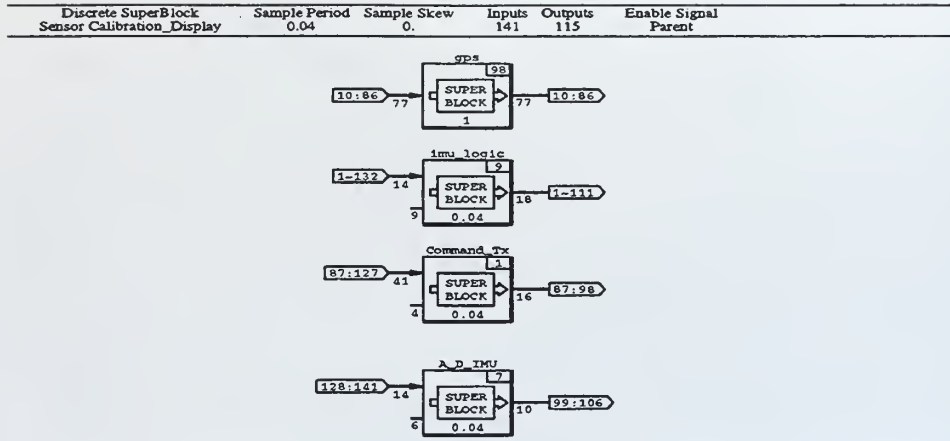 Discrete SuperBlock Sample Period Sample Skew Inputs Outputs Enable Signal
Sensor Calibration_Display 0.04 0. 141 115 Parent
gps
98
10:86 77 SUPER BLOCK 77 10:86
1
imu_logic
9
1-132 14 SUPER BLOCK 18 1-111
9 0.04
Command_Tx
1
87:127 41 SUPER BLOCK 16 87:98
4 0.04
A_D_IMU
7
128:141 14 SUPER BLOCK 10 99:106
6 0.04